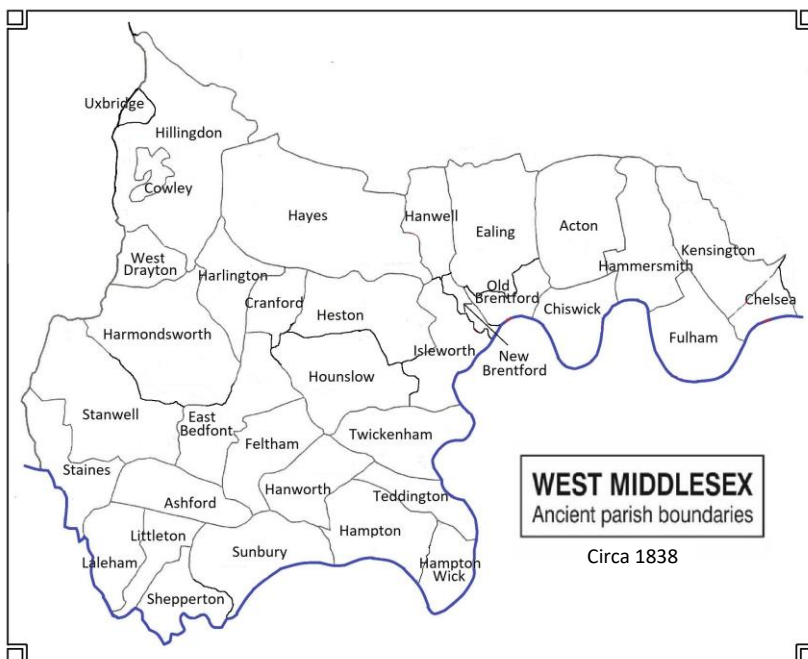 Uxbridge
Hillingdon
Cowley
Hayes
Hanwell
Ealing
Acton
Kensington
Hammersmith
West
Drayton
Harlington
Cranford
Old
Brentford
Chelsea
Harmondsworth
Heston
Chiswick
Fulham
Isleworth
New
Brentford
Hounslow
Stanwell
East
Bedfont
Feltham
Twickenham
Staines
Ashford
Hanworth
Teddington
WEST MIDDLESEX
Ancient parish boundaries
Circa 1838
Littleton
Hampton
Laleham
Sunbury
Hampton
Wick
Shepperton